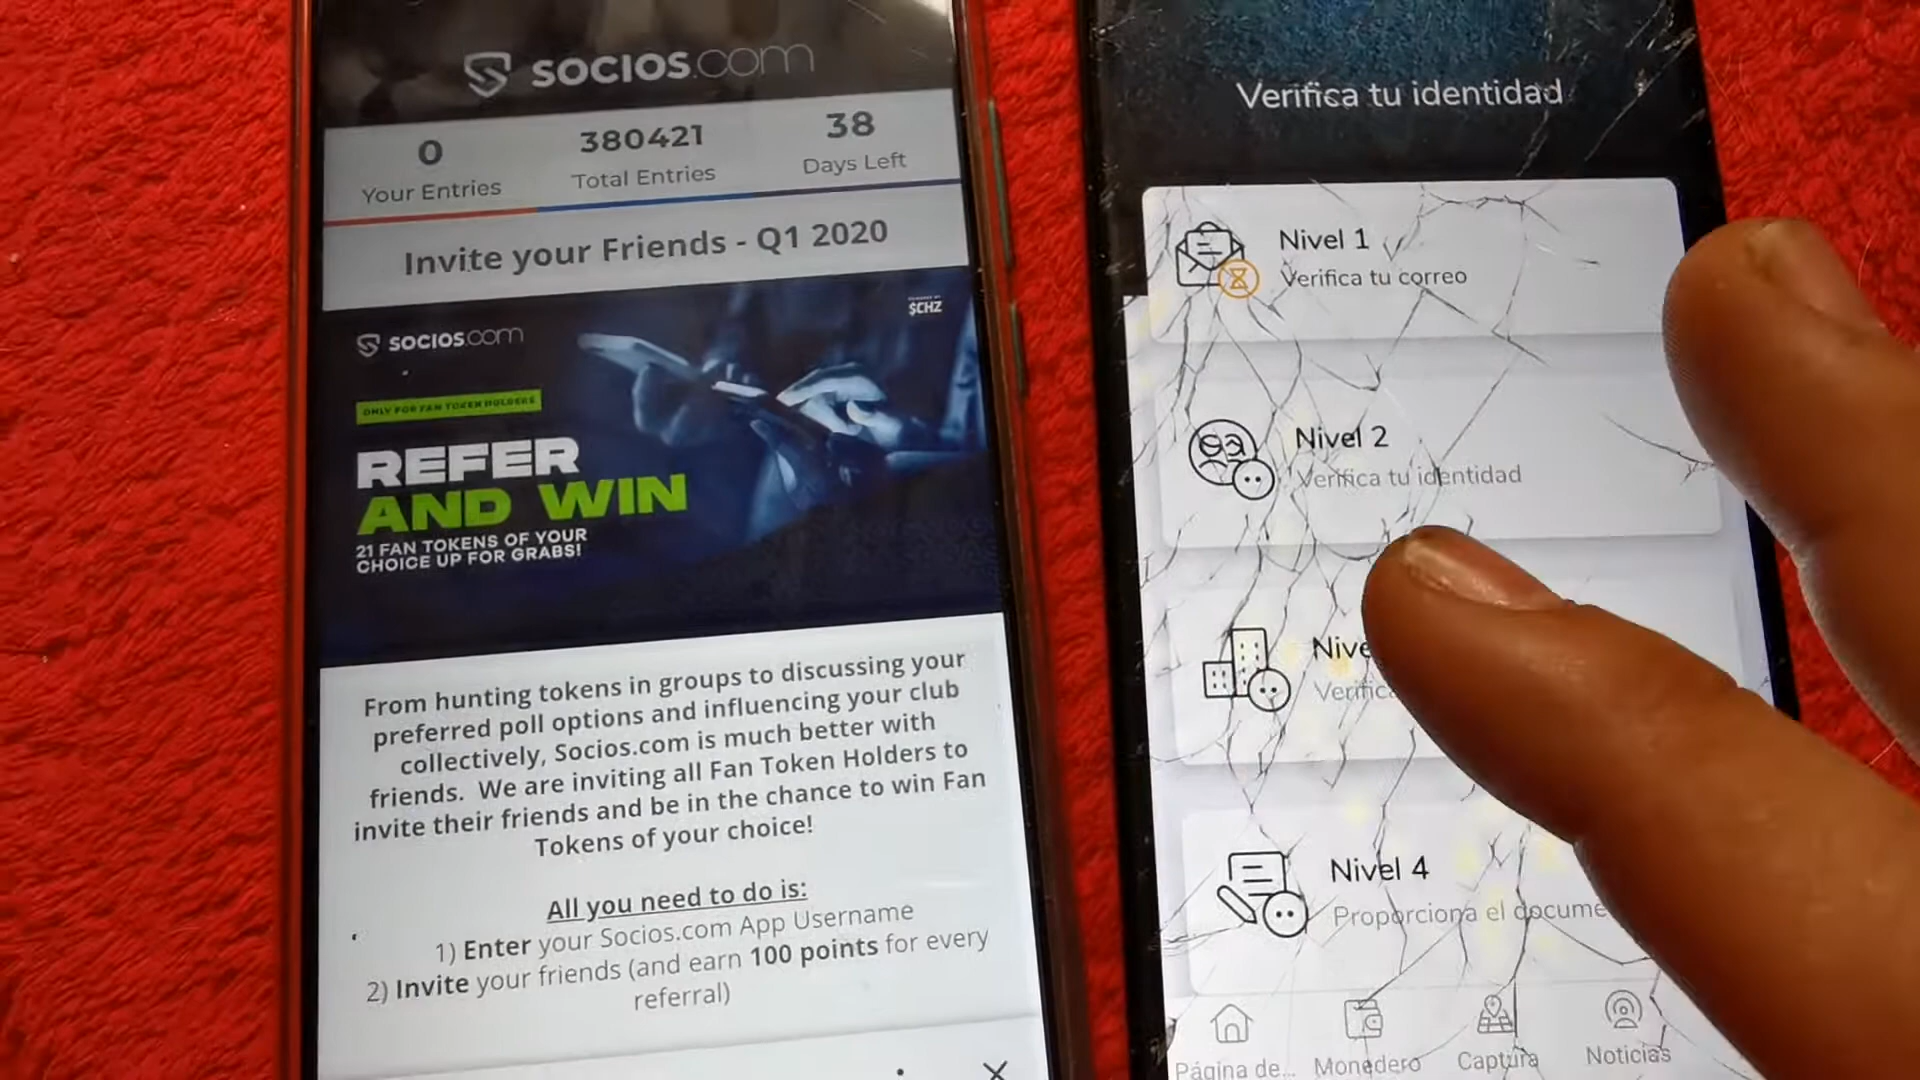 SOCIOS.com
0
380421
38
Your Entries
Total Entries
Days Left
Invite your Friends - Q1 2020
$CHZ
SOCIOS.com
ONLY FOR FAN TOKEN HOLDERS
REFER
AND WIN
21 FAN TOKENS OF YOUR
CHOICE UP FOR GRABS!
From hunting tokens in groups to discussing your
preferred poll options and influencing your club
collectively, Socios.com is much better with
friends. We are inviting all Fan Token Holders to
invite their friends and be in the chance to win Fan
Tokens of your choice!
All you need to do is:
1) Enter your Socios.com App Username
2) Invite your friends (and earn 100 points for every
referral)
Verifica tu identidad
Nivel 1
Verifica tu correo
Nivel 2
Verifica tu identidad
Nive
Verific
Nivel 4
Proporciona el docume
Página de...
Monedero
Captura
Noticias